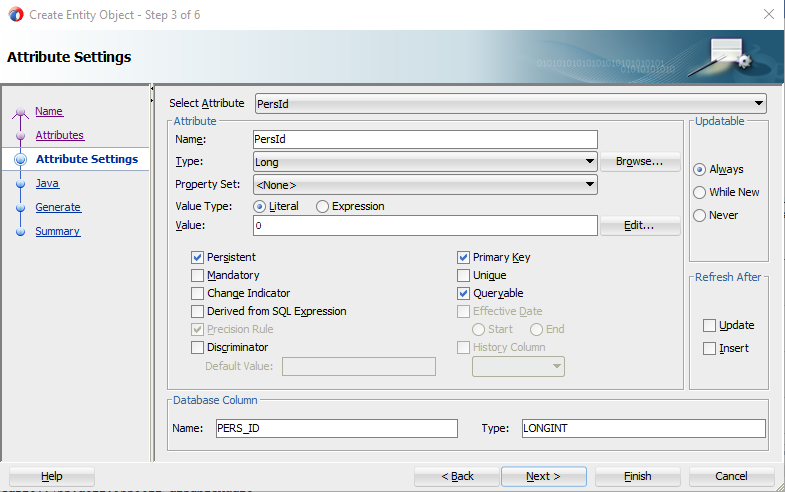 Create Entity Object - Step 3 of 6
Attribute Settings
Name
Attributes
Attribute Settings
Java
Generate
Summary
Select Attribute PersId
Attribute
Name: PersId
Type: Long Browse...
Property Set: <None>
Value Type: Literal Expression
Value: 0 Edit...
Persistent Primary Key
Mandatory Unique
Change Indicator Queryable
Derived from SQL Expression Effective Date
Precision Rule Start End
Discriminator History Column
Default Value:
Updatable
Always
While New
Never
Refresh After
Update
Insert
Database Column
Name: PERS_ID Type: LONGINT
Help < Back Next > Finish Cancel